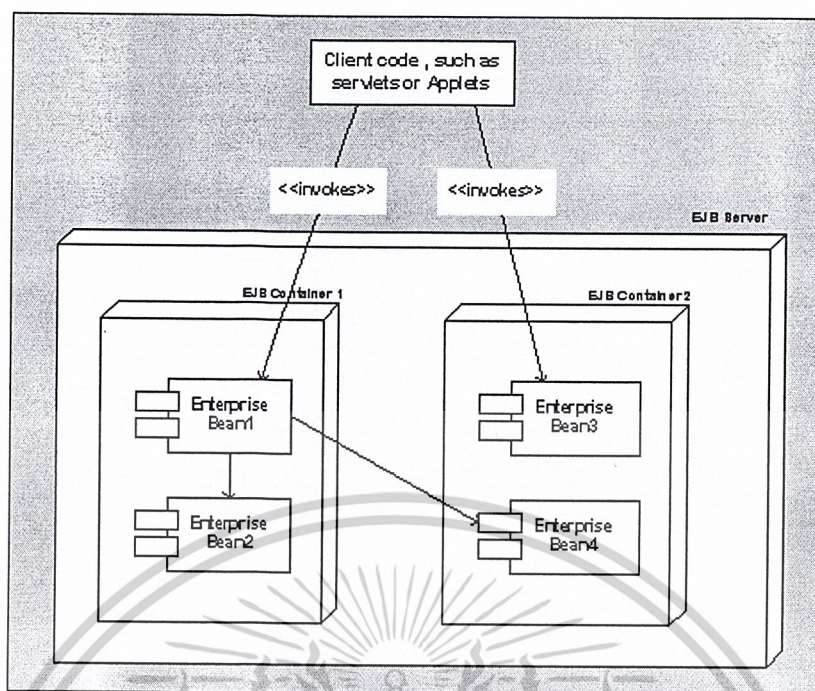 Client code , such as
servlets or Applets
<<invokes>>
<<invokes>>
EJB Server
EJB Container 1
EJB Container 2
Enterprise
Bean1
Enterprise
Bean3
Enterprise
Bean2
Enterprise
Bean4